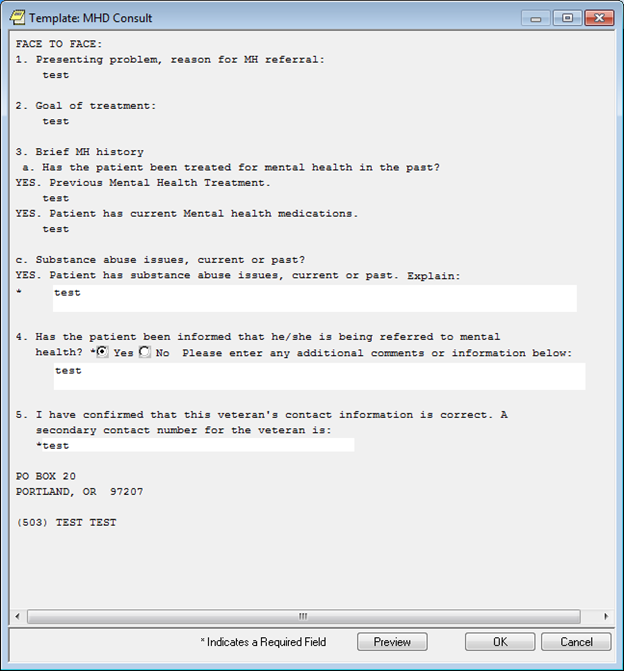 Template: MHD Consult
FACE TO FACE:
1. Presenting problem, reason for MH referral:
test
2. Goal of treatment:
test
3. Brief MH history
a. Has the patient been treated for mental health in the past?
YES. Previous Mental Health Treatment.
test
YES. Patient has current Mental health medications.
test
c. Substance abuse issues, current or past?
YES. Patient has substance abuse issues, current or past. Explain:
* test
4. Has the patient been informed that he/she is being referred to mental
health? * Yes No Please enter any additional comments or information below:
test
5. I have confirmed that this veteran's contact information is correct. A
secondary contact number for the veteran is:
*test
PO BOX 20
PORTLAND, OR 97207
(503) TEST TEST
* Indicates a Required Field Preview OK Cancel